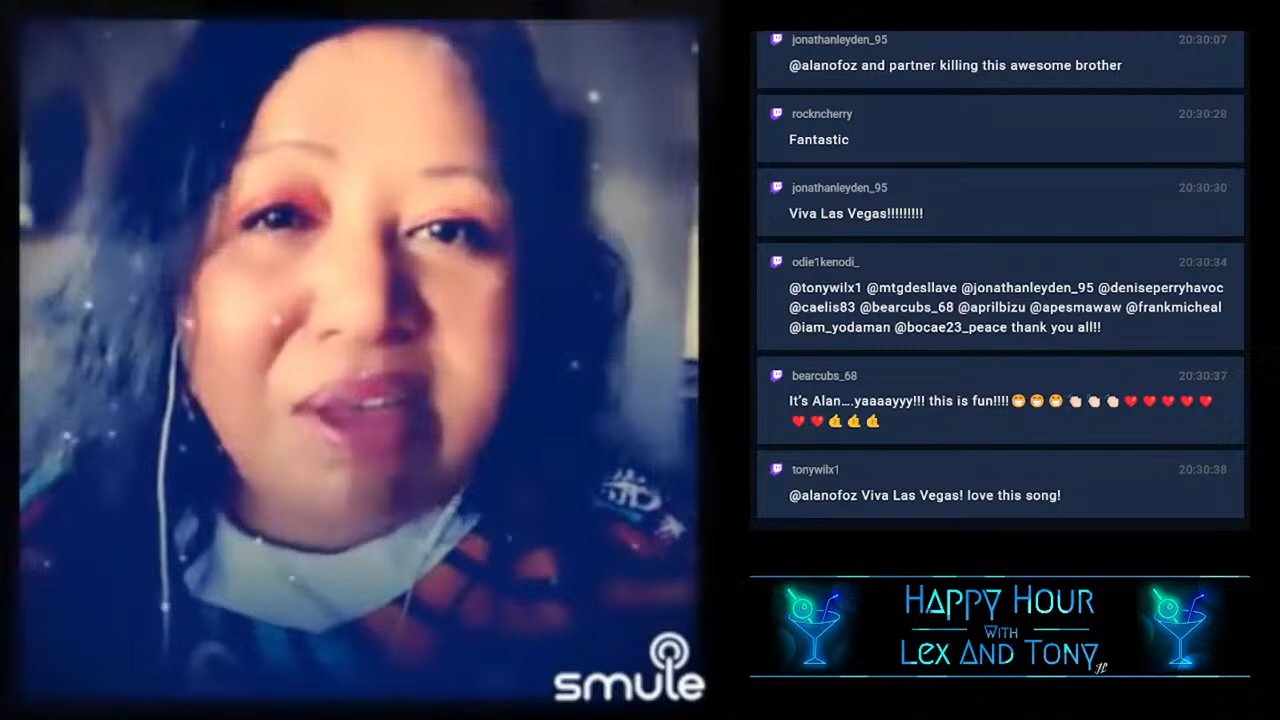 smule
jonathanleyden_95 20:30:07
@alanofoz and partner killing this awesome brother
rockncherry 20:30:28
Fantastic
jonathanleyden_95 20:30:30
Viva Las Vegas!!!!!!!!!
odie1kenodi_ 20:30:34
@tonywilx1 @mtgdesllave @jonathanleyden_95 @deniseperryhavoc
@caelis83 @bearcubs_68 @aprilbizu @apesmawaw @frankmicheal
@iam_yodaman @bocae23_peace thank you all!!
bearcubs_68 20:30:37
It's Alan....yaaaayyy!!! this is fun!!!!😁😁😁👏🏻👏🏻👏🏻❤️❤️❤️❤️❤️
❤️❤️🤙🤙🤙
tonywilx1 20:30:38
@alanofoz Viva Las Vegas! love this song!
HAPPY HOUR
WITH
LEX AND TONY